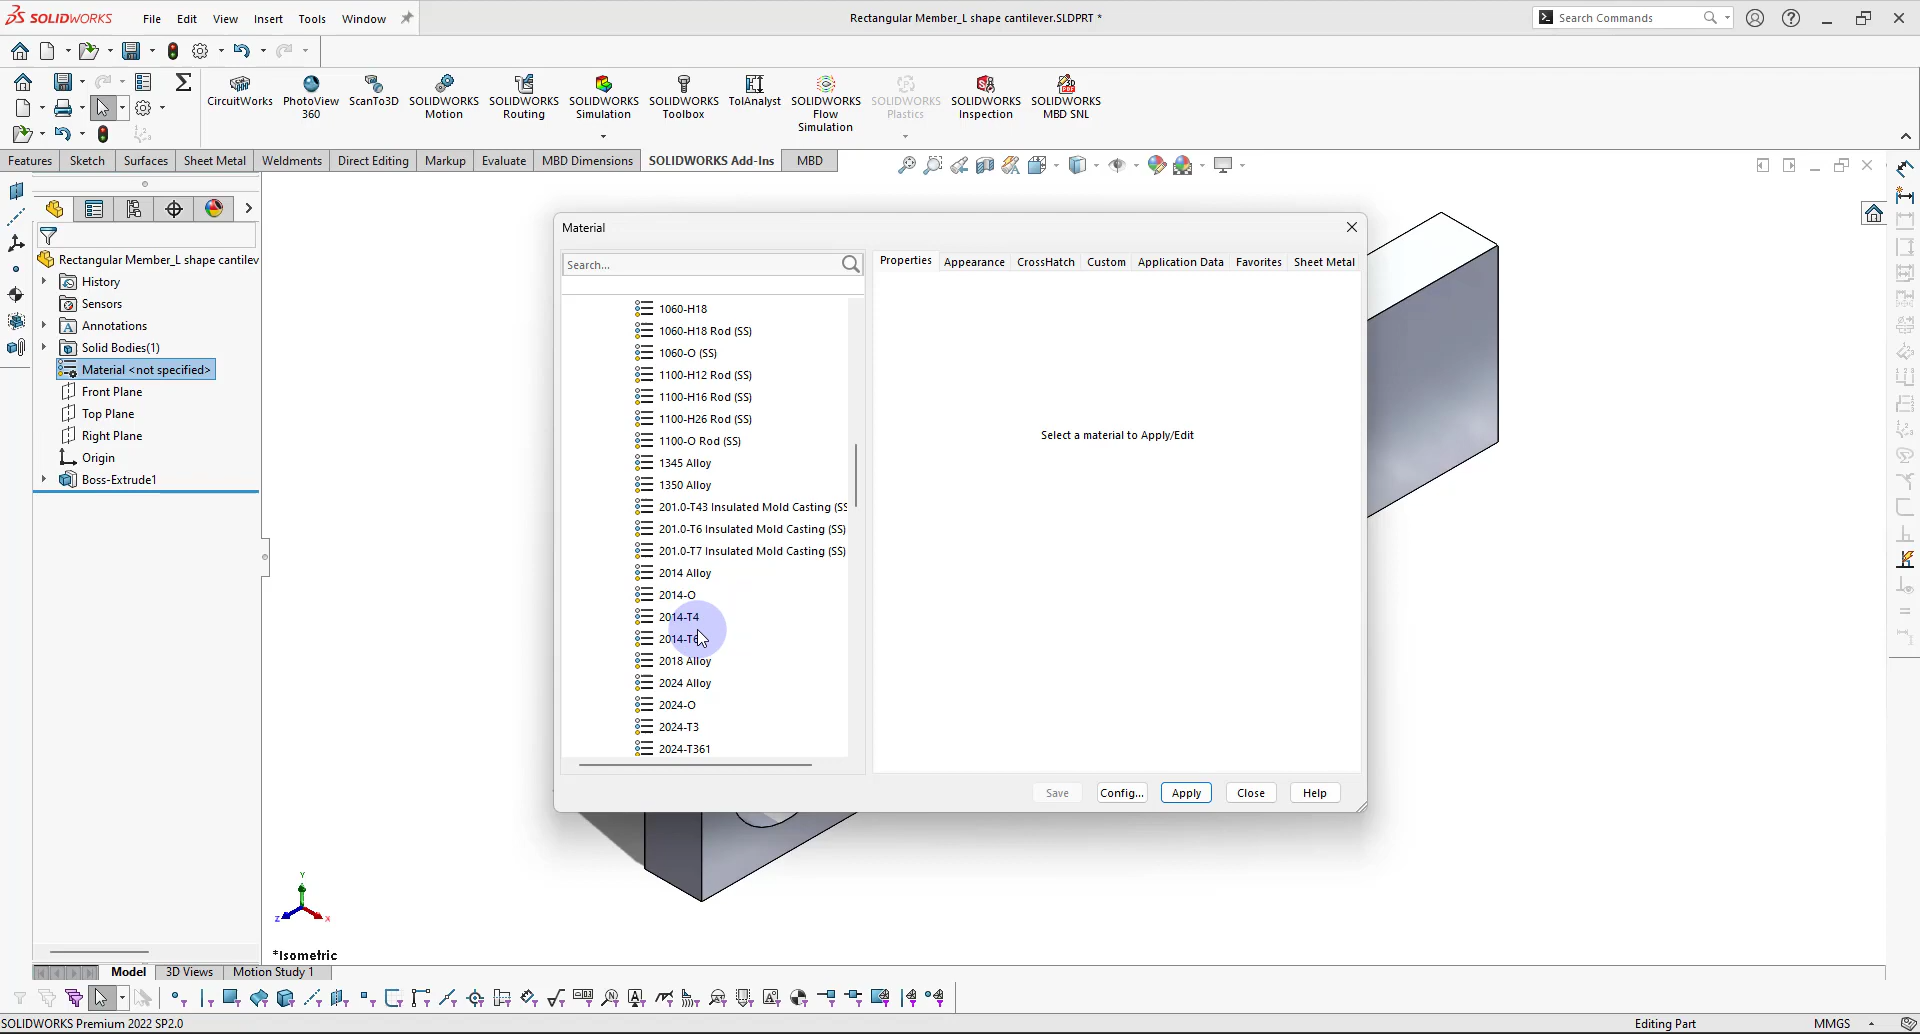 SOLIDWORKS
File Edit View Insert Tools Window
Rectangular Member_L shape cantilever.SLDPRT *
Search Commands
CircuitWorks
PhotoView 360
ScanTo3D
SOLIDWORKS Motion
SOLIDWORKS Routing
SOLIDWORKS Simulation
SOLIDWORKS Toolbox
TolAnalyst
SOLIDWORKS Flow Simulation
SOLIDWORKS Plastics
SOLIDWORKS Inspection
SOLIDWORKS MBD SNL
Features Sketch Surfaces Sheet Metal Weldments Direct Editing Markup Evaluate MBD Dimensions SOLIDWORKS Add-Ins MBD
Rectangular Member_L shape cantilev
History
Sensors
Annotations
Solid Bodies(1)
Material <not specified>
Front Plane
Top Plane
Right Plane
Origin
Boss-Extrude1
Material
Search...
Properties Appearance CrossHatch Custom Application Data Favorites Sheet Metal
1060-H18
1060-H18 Rod (SS)
1060-O (SS)
1100-H12 Rod (SS)
1100-H16 Rod (SS)
1100-H26 Rod (SS)
1100-O Rod (SS)
1345 Alloy
1350 Alloy
201.0-T43 Insulated Mold Casting (SS
201.0-T6 Insulated Mold Casting (SS)
201.0-T7 Insulated Mold Casting (SS)
2014 Alloy
2014-O
2014-T4
2014-T6
2018 Alloy
2024 Alloy
2024-O
2024-T3
2024-T361
Select a material to Apply/Edit
Save Config... Apply Close Help
Y
Z X
*Isometric
Model 3D Views Motion Study 1
SOLIDWORKS Premium 2022 SP2.0
Editing Part
MMGS